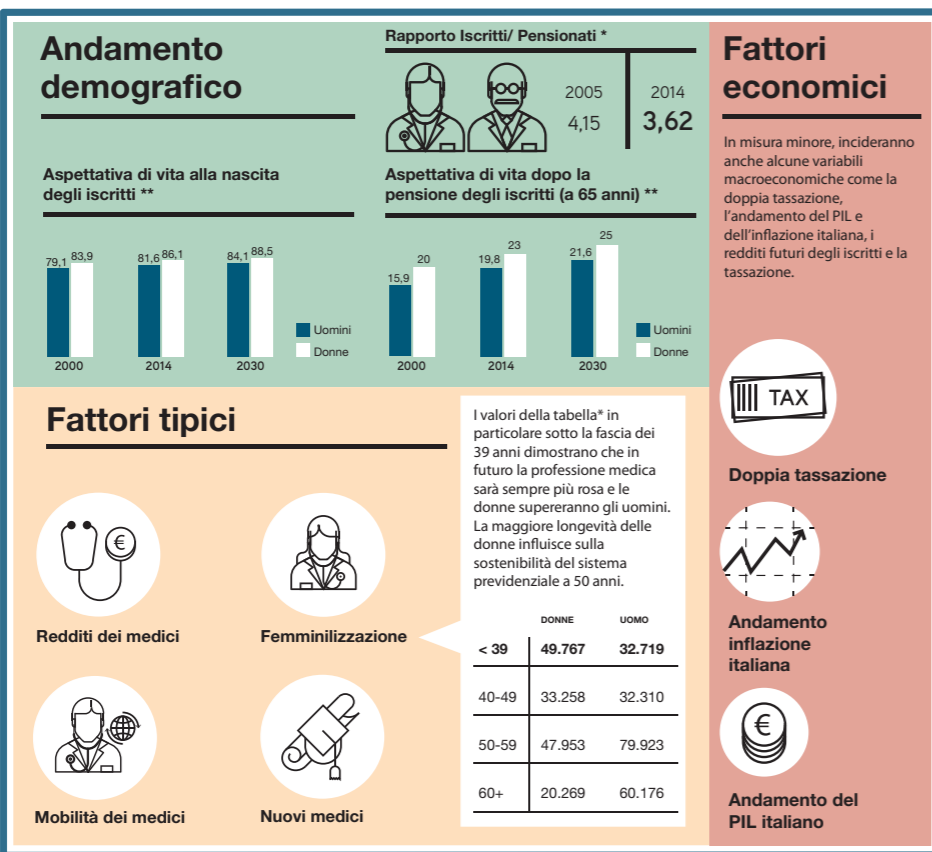 Andamento
demografico
Rapporto Iscritti/ Pensionati *
2005
4,15
2014
3,62
Aspettativa di vita alla nascita
degli iscritti **
79,1 83,9
81,6 86,1
84,1 88,5
Uomini
Donne
2000 2014 2030
Aspettativa di vita dopo la
pensione degli iscritti (a 65 anni) **
15,9 20
19,8 23
21,6 25
Uomini
Donne
2000 2014 2030
Fattori tipici
Redditi dei medici
Femminilizzazione
Mobilità dei medici
Nuovi medici
I valori della tabella* in
particolare sotto la fascia dei
39 anni dimostrano che in
futuro la professione medica
sarà sempre più rosa e le
donne supereranno gli uomini.
La maggiore longevità delle
donne influisce sulla
sostenibilità del sistema
previdenziale a 50 anni.
DONNE UOMO
< 39 49.767 32.719
40-49 33.258 32.310
50-59 47.953 79.923
60+ 20.269 60.176
Fattori
economici
In misura minore, incideranno
anche alcune variabili
macroeconomiche come la
doppia tassazione,
l'andamento del PIL e
dell'inflazione italiana, i
redditi futuri degli iscritti e la
tassazione.
TAX
Doppia tassazione
Andamento
inflazione
italiana
€
Andamento del
PIL italiano